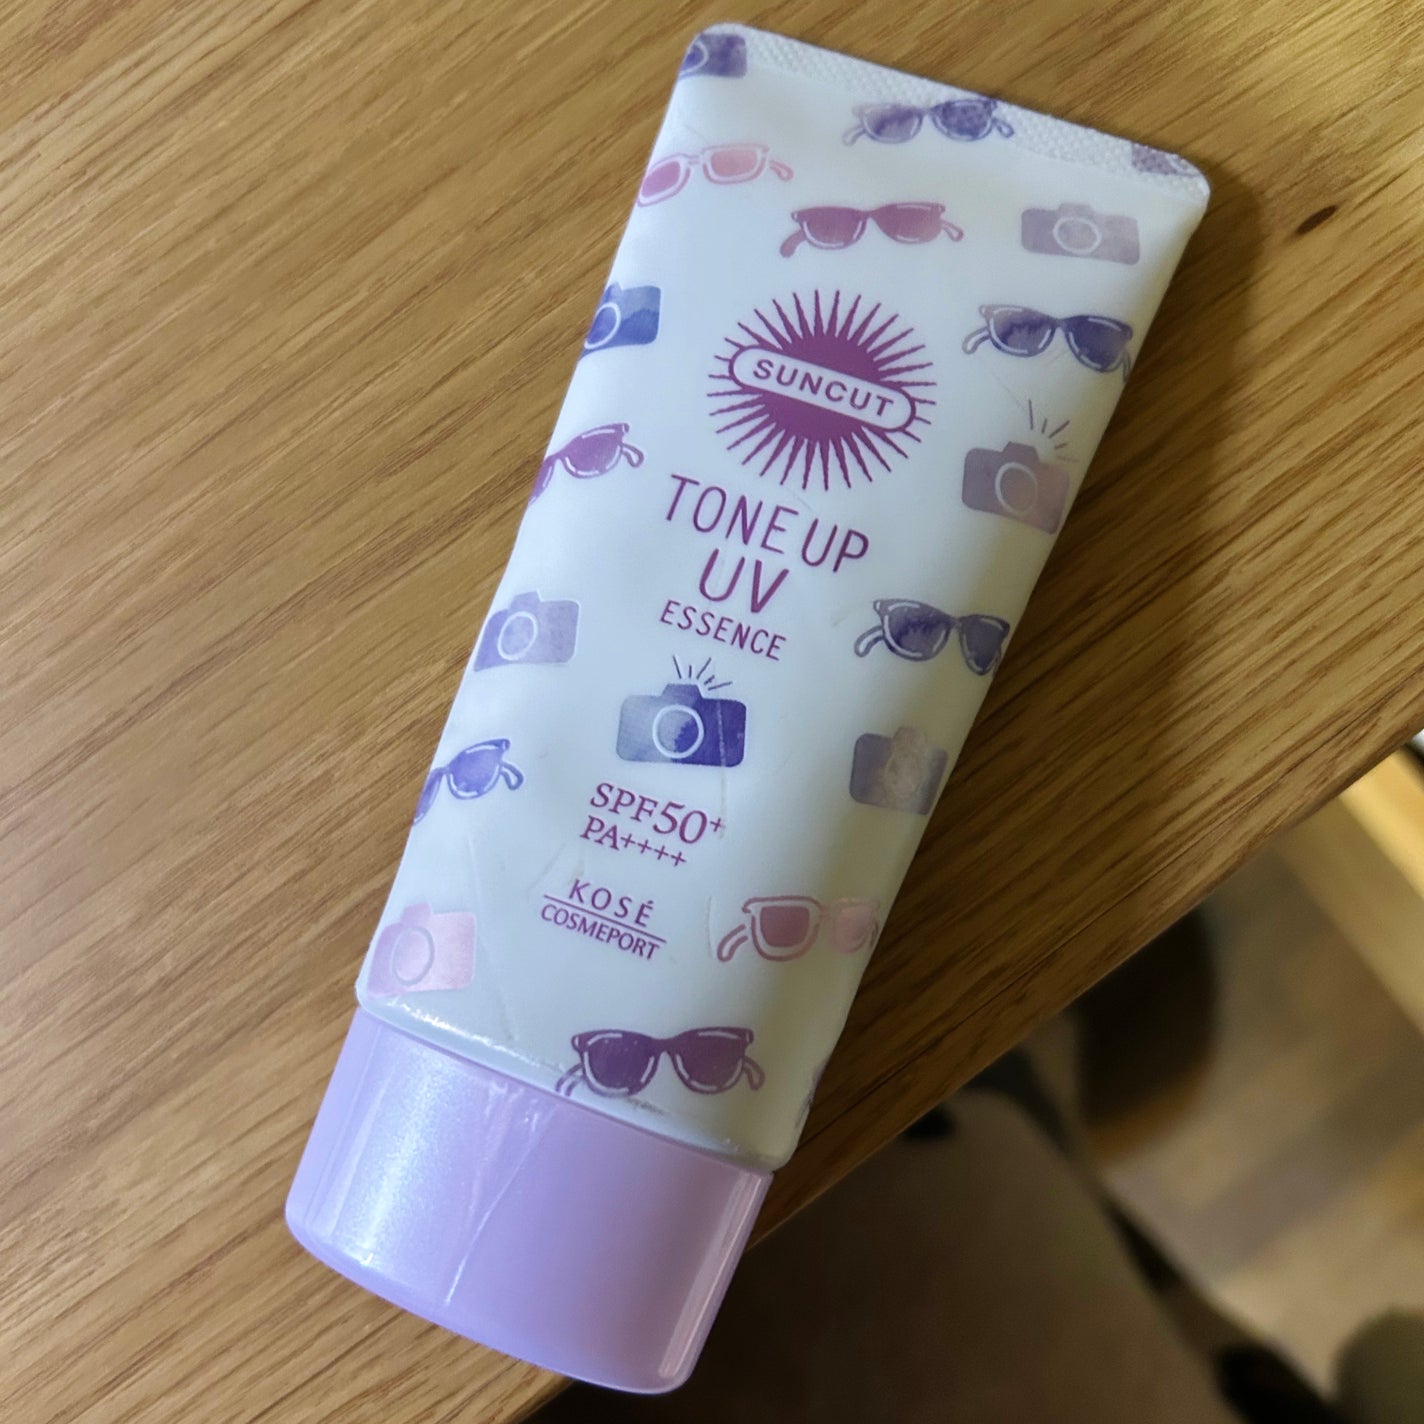 SUNCUT
TONE UP
UV
ESSENCE
SPF50+
PA++++
KOSÉ
COSMEPORT